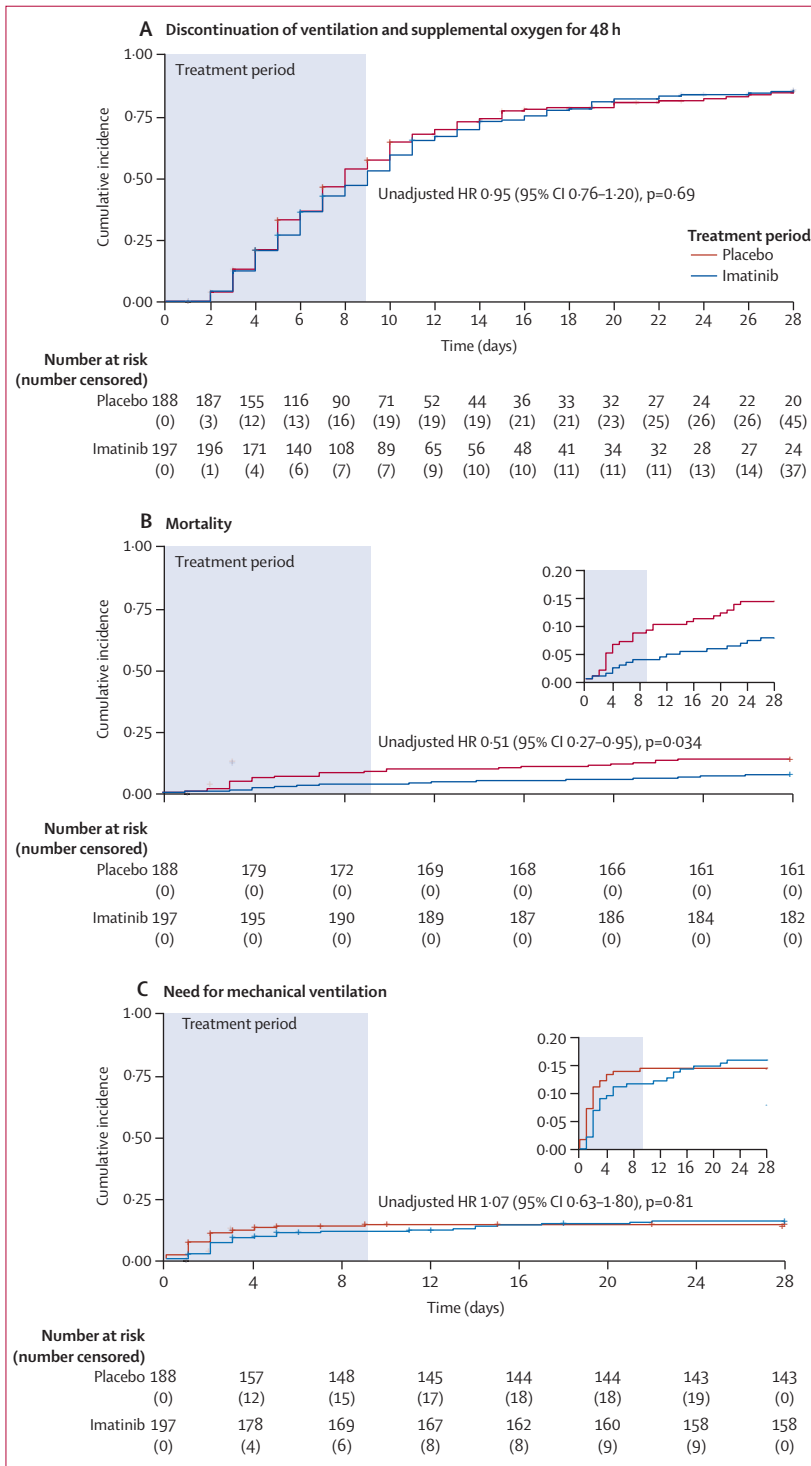 A Discontinuation of ventilation and supplemental oxygen for 48 h
1·00
0·75
0·50
0·25
0·00
Cumulative incidence
Treatment period
Unadjusted HR 0·95 (95% CI 0·76–1·20), p=0·69
Treatment period
Placebo
Imatinib
0 2 4 6 8 10 12 14 16 18 20 22 24 26 28
Time (days)
Number at risk
(number censored)
Placebo 188 187 155 116 90 71 52 44 36 33 32 27 24 22 20
(0) (3) (12) (13) (16) (19) (19) (19) (21) (21) (23) (25) (26) (26) (45)
Imatinib 197 196 171 140 108 89 65 56 48 41 34 32 28 27 24
(0) (1) (4) (6) (7) (7) (9) (10) (10) (11) (11) (11) (13) (14) (37)
B Mortality
1·00
0·75
0·50
0·25
0·00
Cumulative incidence
Treatment period
0·20
0·15
0·10
0·05
0·00
0 4 8 12 16 20 24 28
Unadjusted HR 0·51 (95% CI 0·27–0·95), p=0·034
Number at risk
(number censored)
Placebo 188 179 172 169 168 166 161 161
(0) (0) (0) (0) (0) (0) (0) (0)
Imatinib 197 195 190 189 187 186 184 182
(0) (0) (0) (0) (0) (0) (0) (0)
C Need for mechanical ventilation
1·00
0·75
0·50
0·25
0·00
Cumulative incidence
Treatment period
0·20
0·15
0·10
0·05
0·00
0 4 8 12 16 20 24 28
Unadjusted HR 1·07 (95% CI 0·63–1·80), p=0·81
0 4 8 12 16 20 24 28
Time (days)
Number at risk
(number censored)
Placebo 188 157 148 145 144 144 143 143
(0) (12) (15) (17) (18) (18) (19) (0)
Imatinib 197 178 169 167 162 160 158 158
(0) (4) (6) (8) (8) (9) (9) (0)